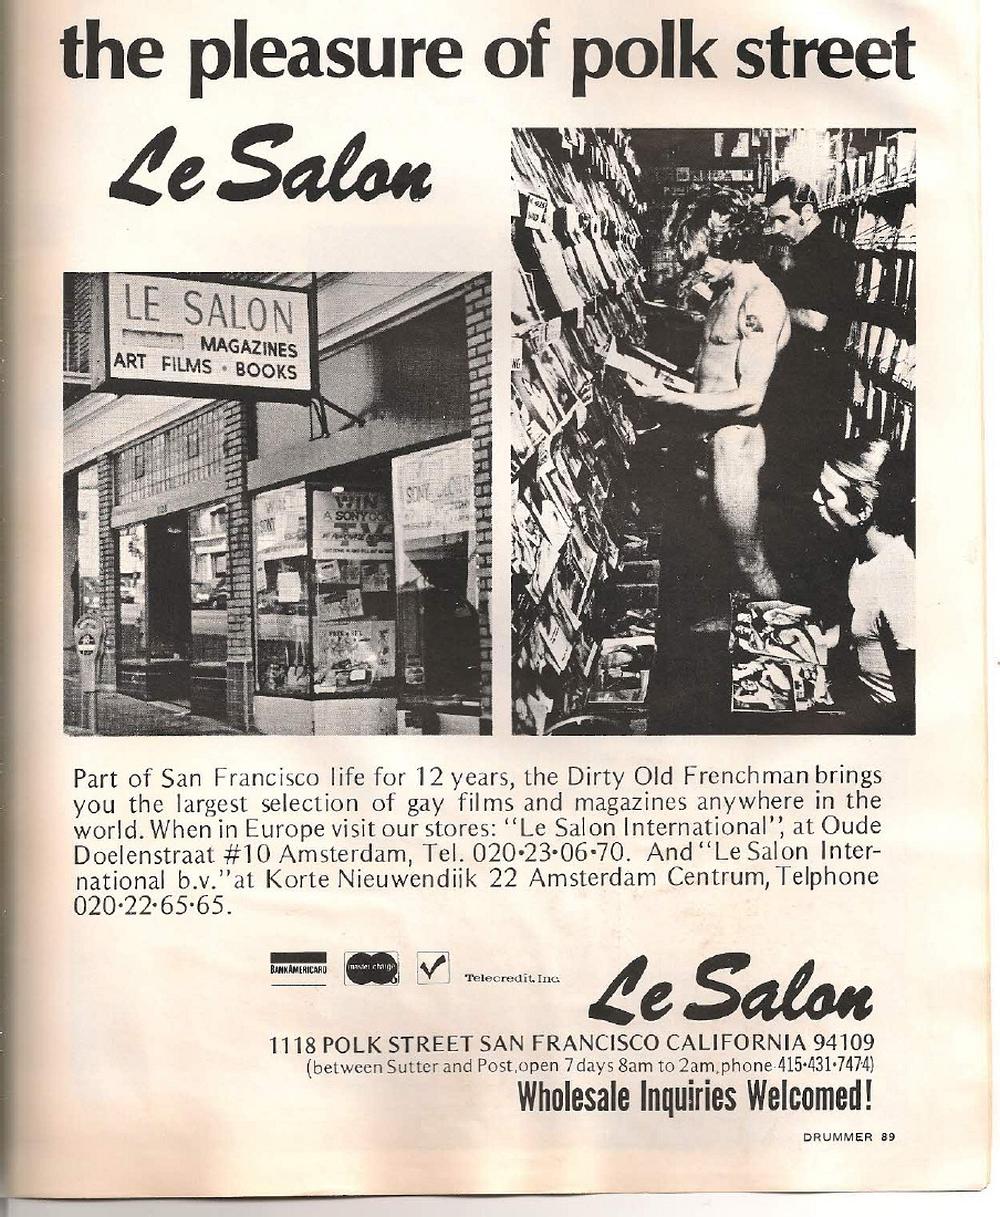 the pleasure of polk street
Le Salon
LE SALON
MAGAZINES
ART FILMS • BOOKS
WIN
A SONY
Part of San Francisco life for 12 years, the Dirty Old Frenchman brings
you the largest selection of gay films and magazines anywhere in the
world. When in Europe visit our stores: “Le Salon International”, at Oude
Doelenstraat #10 Amsterdam, Tel. 020•23•06•70. And “Le Salon Inter-
national b.v.” at Korte Nieuwendiik 22 Amsterdam Centrum, Telphone
020•22•65•65.
BANKAMERICARD
master charge
Telecredit, Inc.
Le Salon
1118 POLK STREET SAN FRANCISCO CALIFORNIA 94109
(between Sutter and Post, open 7 days 8am to 2am, phone 415•431•7474)
Wholesale Inquiries Welcomed!
DRUMMER 89